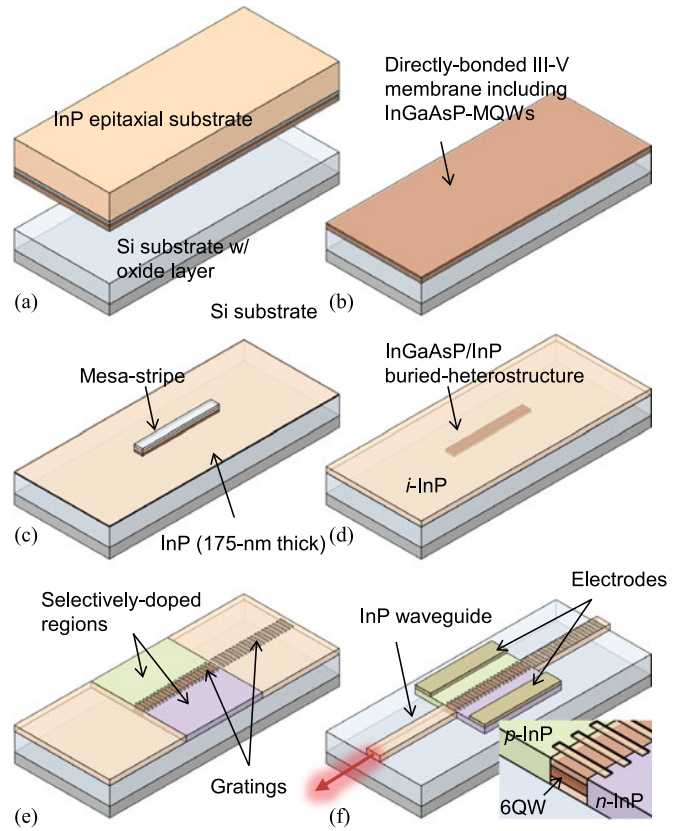 InP epitaxial substrate
Si substrate w/
oxide layer
Si substrate
(a)
Directly-bonded III-V
membrane including
InGaAsP-MQWs
(b)
Mesa-stripe
InP (175-nm thick)
(c)
InGaAsP/InP
buried-heterostructure
i-InP
(d)
Selectively-doped
regions
Gratings
(e)
Electrodes
InP waveguide
p-InP
6QW
n-InP
(f)